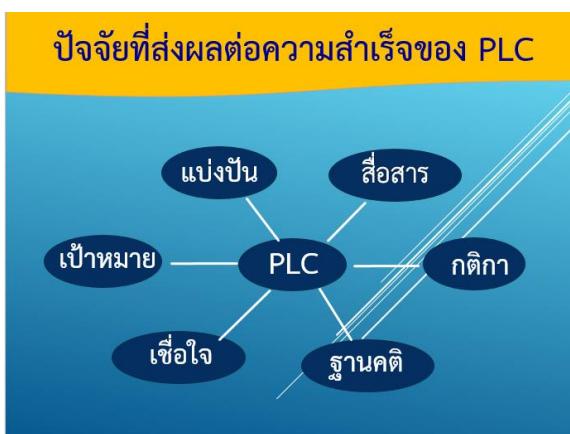 ปัจจัยที่ส่งผลต่อความสำเร็จของ PLC
แบ่งปัน
สื่อสาร
เป้าหมาย
PLC
กติกา
เชื่อใจ
ฐานคติ